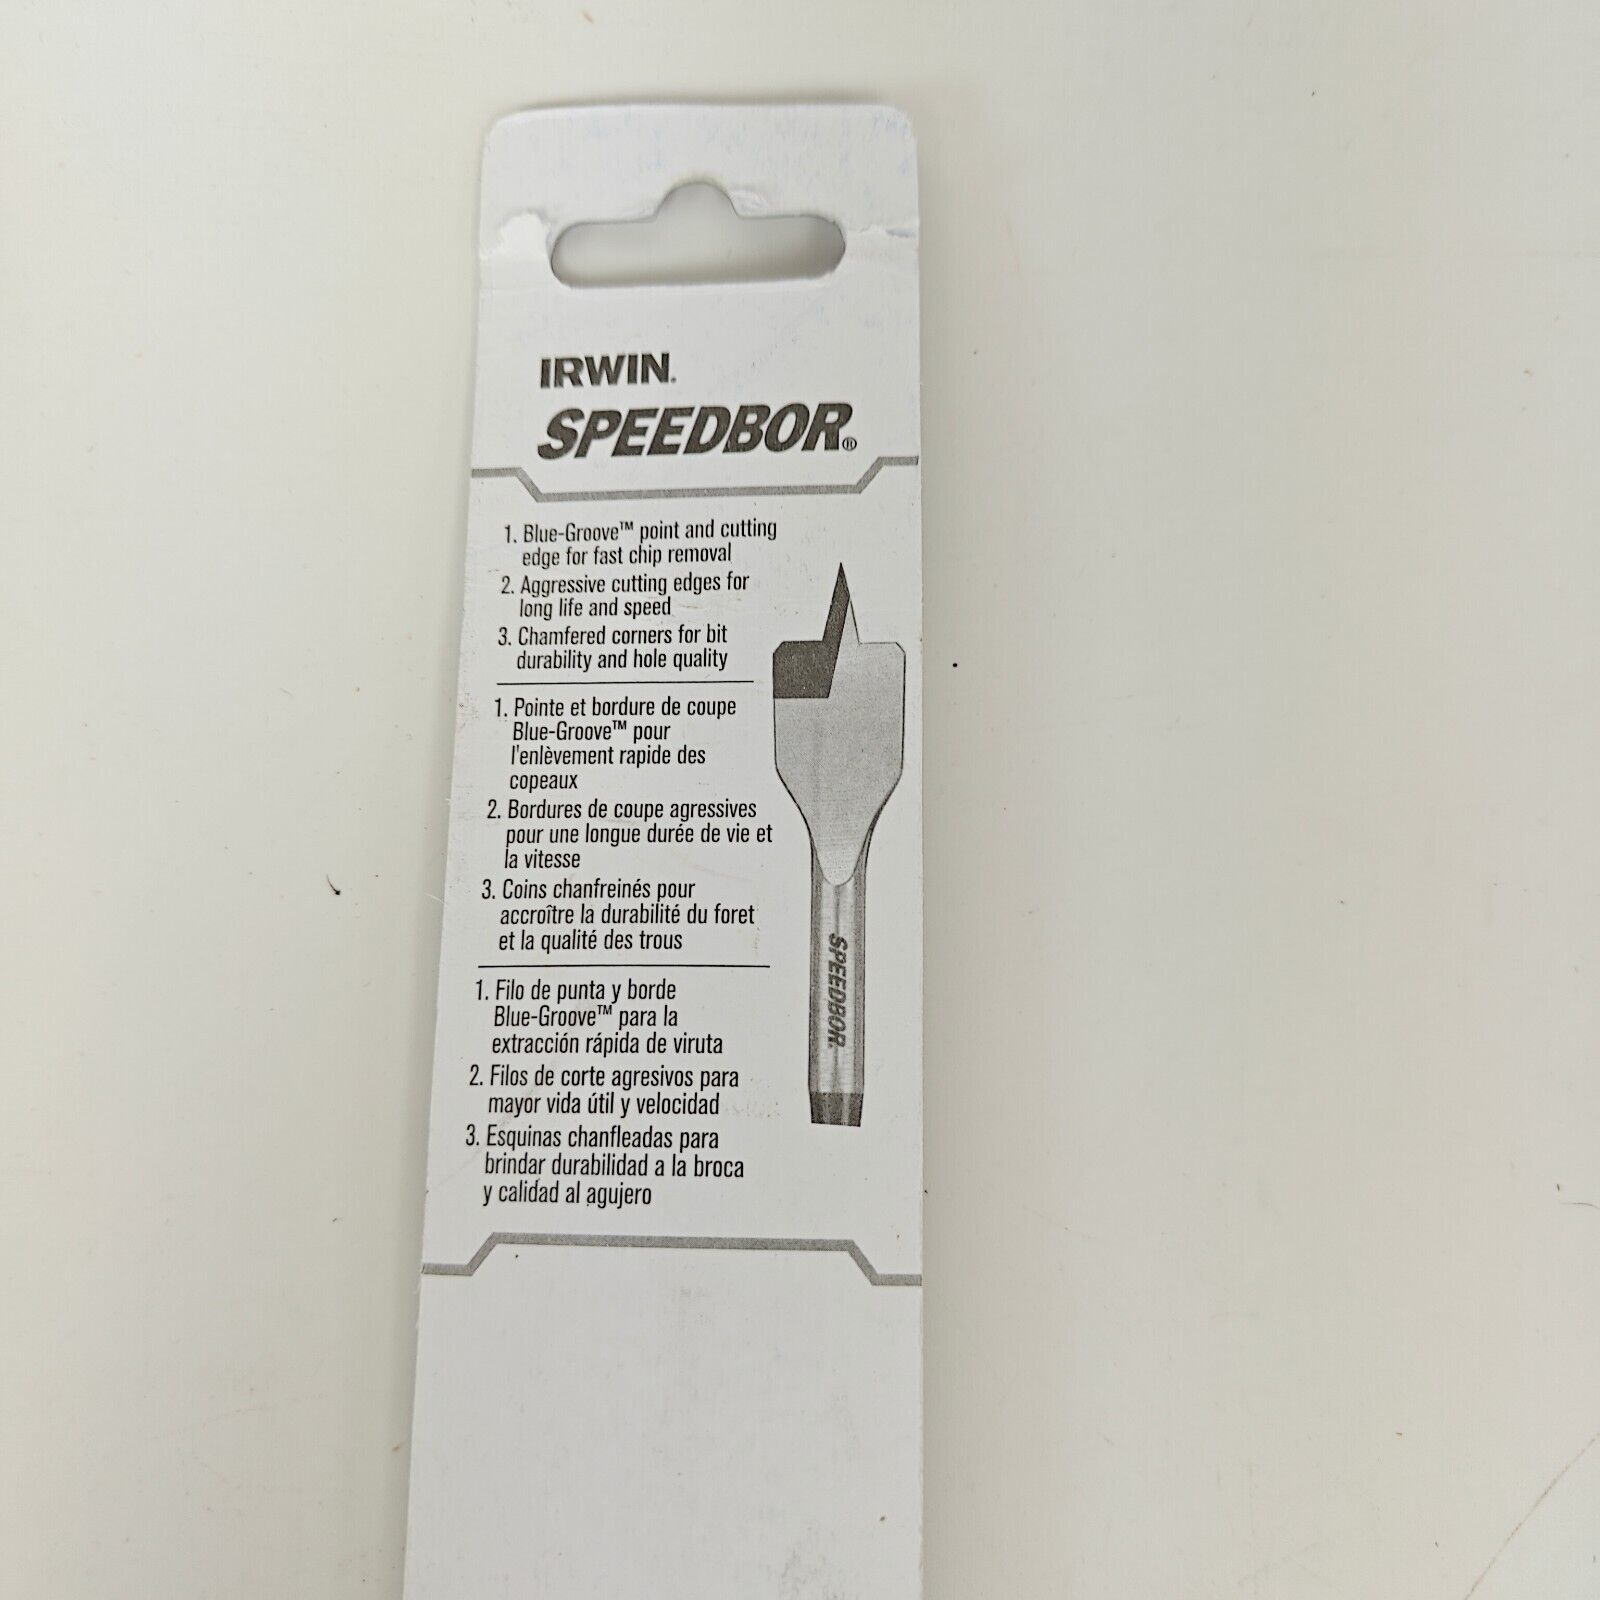 IRWIN.
SPEEDBOR®
1. Blue-Groove™ point and cutting
edge for fast chip removal
2. Aggressive cutting edges for
long life and speed
3. Chamfered corners for bit
durability and hole quality
1. Pointe et bordure de coupe
Blue-Groove™ pour
l'enlèvement rapide des
copeaux
2. Bordures de coupe agressives
pour une longue durée de vie et
la vitesse
3. Coins chanfreinés pour
accroître la durabilité du foret
et la qualité des trous
1. Filo de punta y borde
Blue-Groove™ para la
extracción rápida de viruta
2. Filos de corte agresivos para
mayor vida útil y velocidad
3. Esquinas chanfleadas para
brindar durabilidad a la broca
y calidad al agujero
SPEEDBOR.